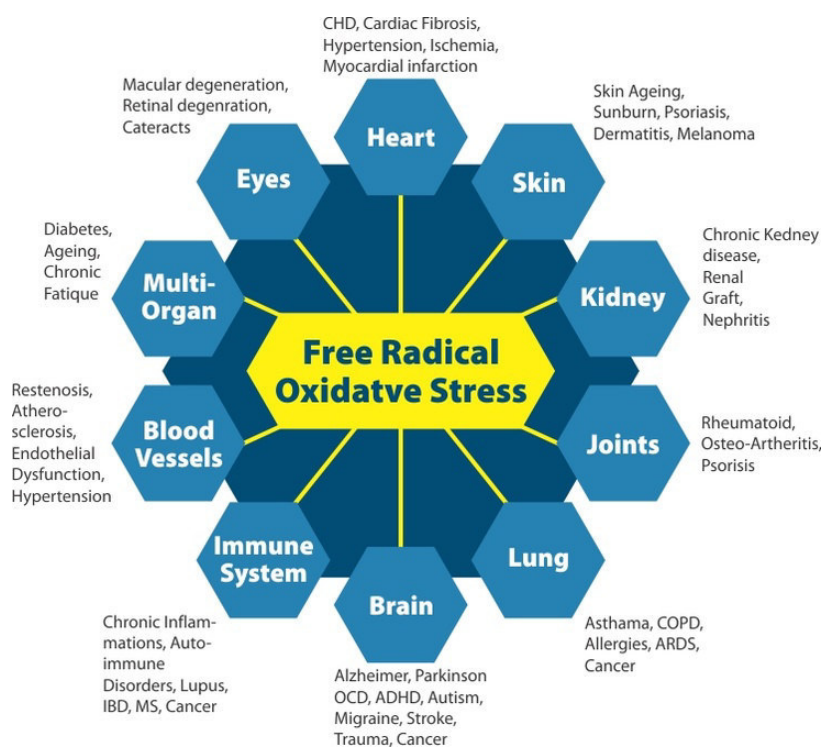 CHD, Cardiac Fibrosis,
Hypertension, Ischemia,
Myocardial infarction
Heart
Macular degeneration,
Retinal degenration,
Cateracts
Eyes
Skin Ageing,
Sunburn, Psoriasis,
Dermatitis, Melanoma
Skin
Diabetes,
Ageing,
Chronic
Fatique
Multi-
Organ
Chronic Kedney
disease,
Renal
Graft,
Nephritis
Kidney
Free Radical
Oxidatve Stress
Restenosis,
Athero-
sclerosis,
Endothelial
Dysfunction,
Hypertension
Blood
Vessels
Joints
Rheumatoid,
Osteo-Artheritis,
Psorisis
Immune
System
Chronic Inflam-
mations, Auto-
immune
Disorders, Lupus,
IBD, MS, Cancer
Brain
Alzheimer, Parkinson
OCD, ADHD, Autism,
Migraine, Stroke,
Trauma, Cancer
Lung
Asthama, COPD,
Allergies, ARDS,
Cancer